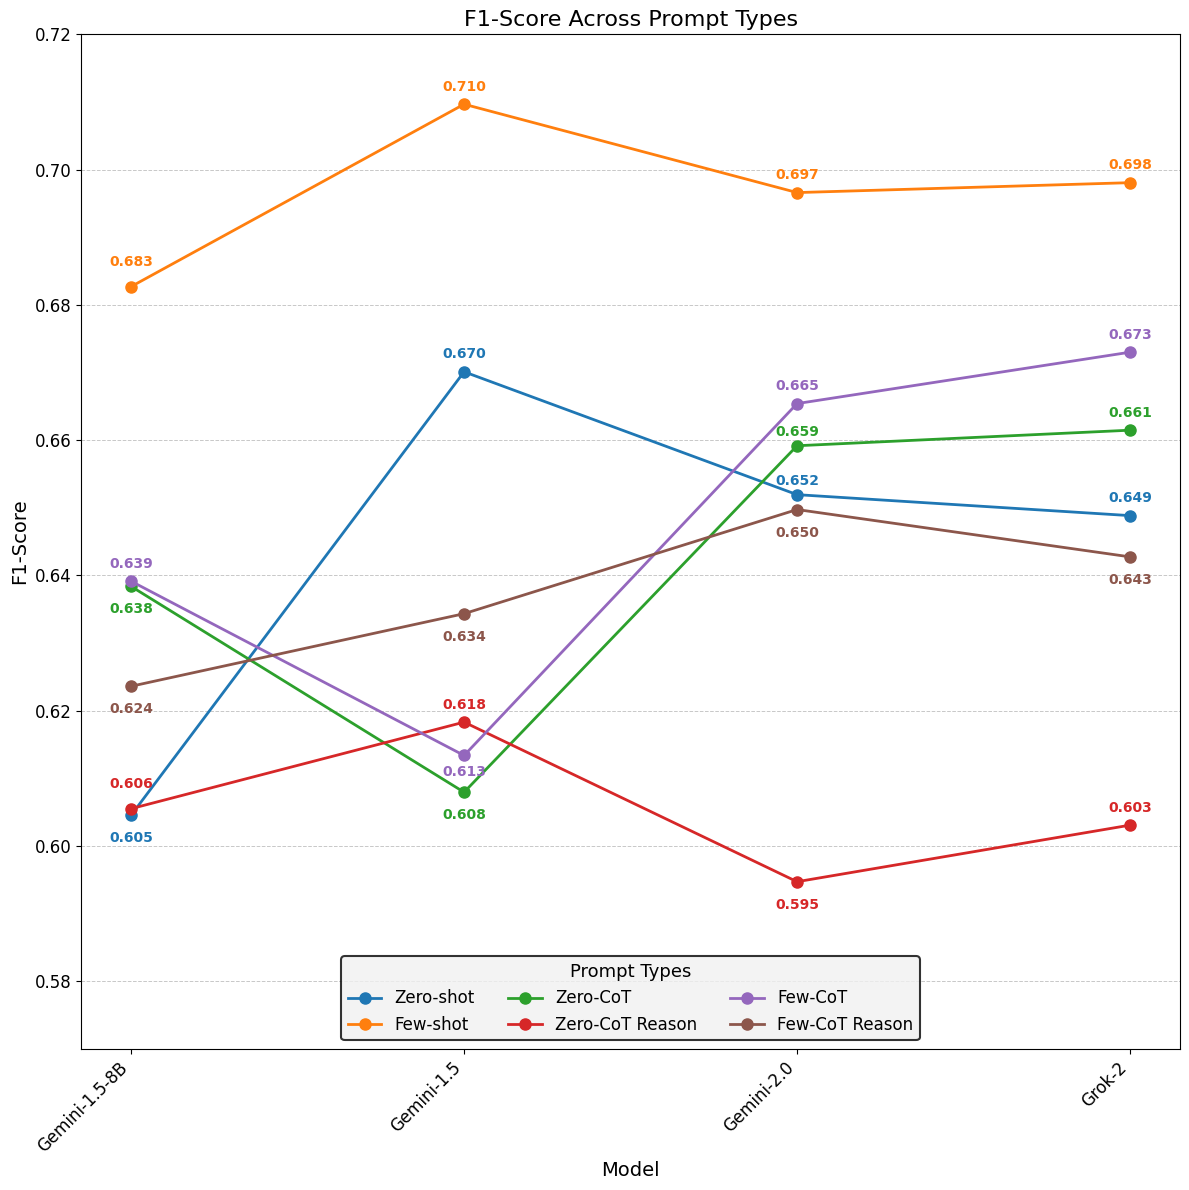 F1-Score Across Prompt Types
0.72
0.70
0.68
0.66
0.64
0.62
0.60
0.58
F1-Score
0.683
0.639
0.638
0.624
0.606
0.605
0.710
0.670
0.634
0.618
0.613
0.608
0.697
0.665
0.659
0.652
0.650
0.595
0.698
0.673
0.661
0.649
0.643
0.603
Prompt Types
Zero-shot
Few-shot
Zero-CoT
Zero-CoT Reason
Few-CoT
Few-CoT Reason
Gemini-1.5-8B
Gemini-1.5
Gemini-2.0
Grok-2
Model